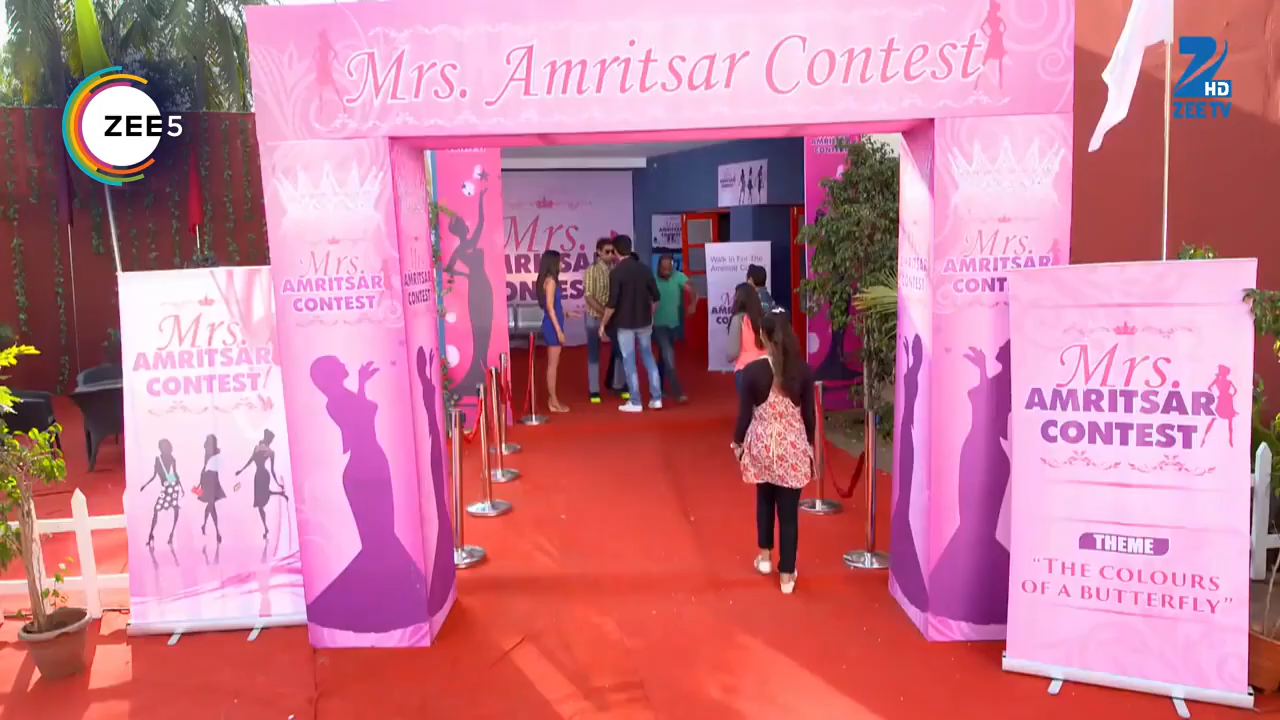 Mrs. Amritsar Contest
ZEE5
HD
ZEE TV
Mrs.
AMRITSAR
CONTEST
Mrs.
AMRITSAR
CONTEST
AMRITSAR
CONTEST
Mrs.
Walk In For The
Mrs.
AMRITSAR
Mrs.
AMRITSAR
CONTEST
THEME
"THE COLOURS
OF A BUTTERFLY"